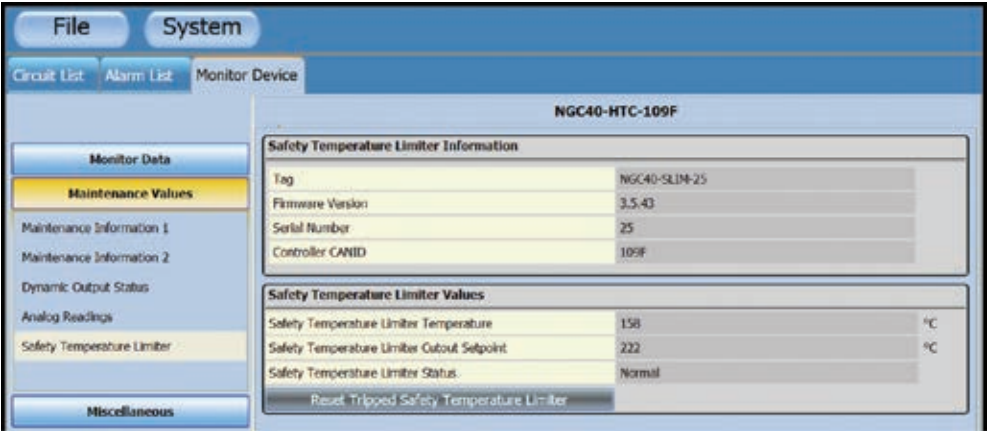 File System
Circuit List Alarm List Monitor Device
NGC40-HTC-109F
Monitor Data
Maintenance Values
Maintenance Information 1
Maintenance Information 2
Dynamic Output Status
Analog Readings
Safety Temperature Limiter
Miscellaneous
Safety Temperature Limiter Information
Tag NGC40-SLIM-25
Firmware Version 3.5.43
Serial Number 25
Controller CANID 109F
Safety Temperature Limiter Values
Safety Temperature Limiter Temperature 158 °C
Safety Temperature Limiter Cutout Setpoint 222 °C
Safety Temperature Limiter Status Normal
Reset Tripped Safety Temperature Limiter